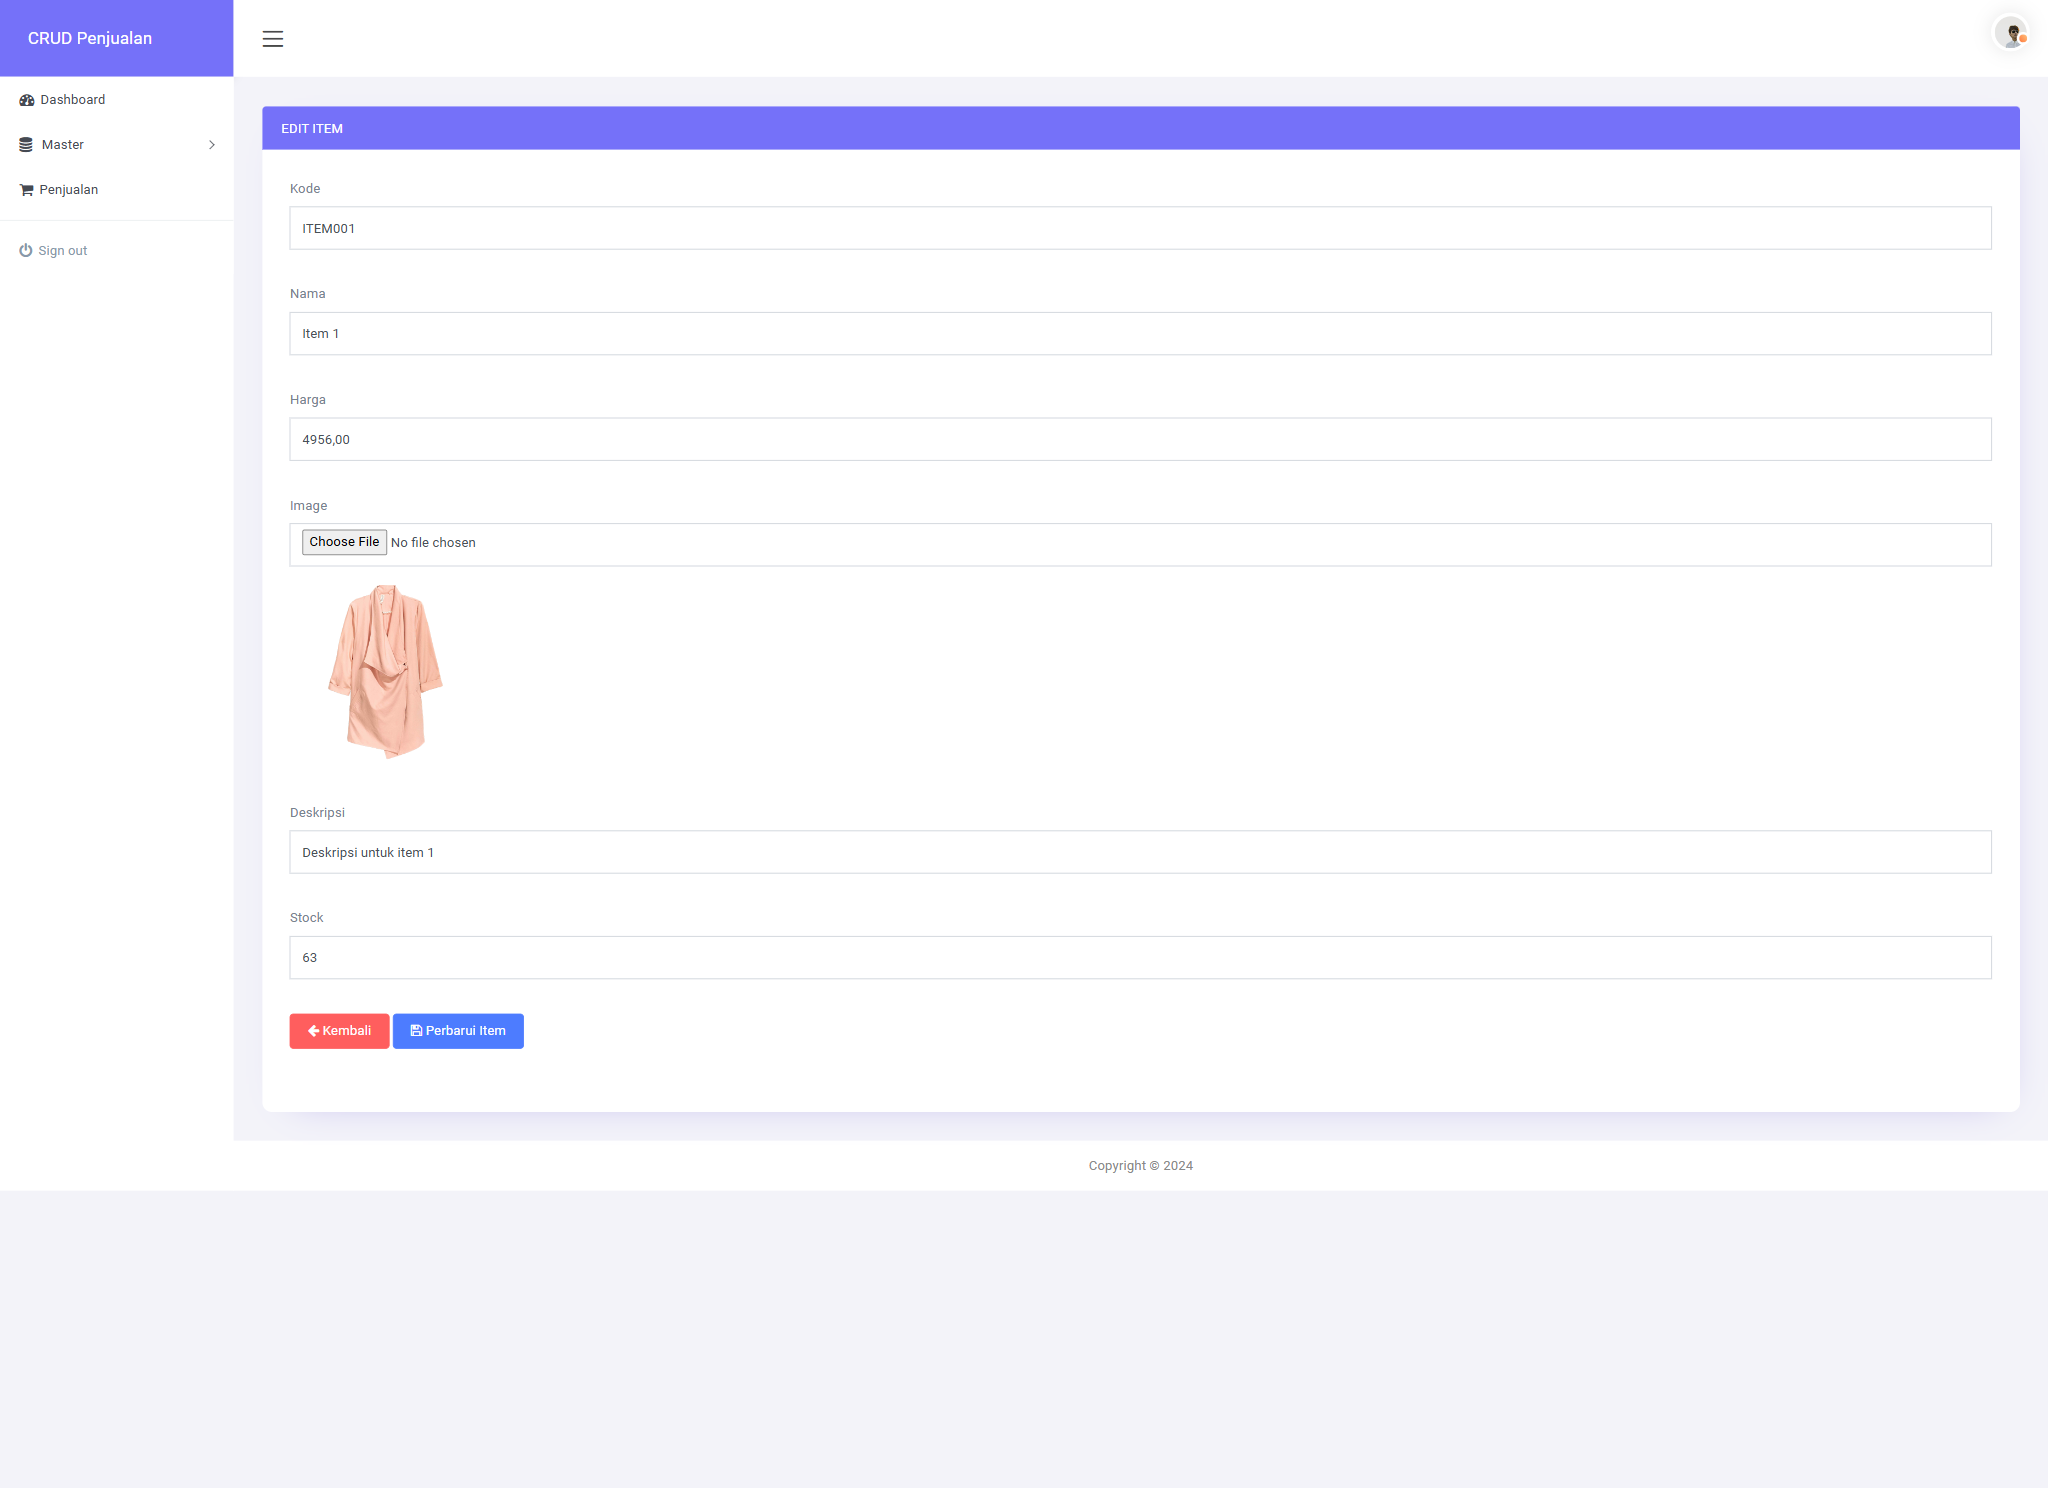 CRUD Penjualan
Dashboard
Master
Penjualan
Sign out
EDIT ITEM
Kode
ITEM001
Nama
Item 1
Harga
4956,00
Image
Choose File No file chosen
Deskripsi
Deskripsi untuk item 1
Stock
63
Kembali Perbarui Item
Copyright © 2024